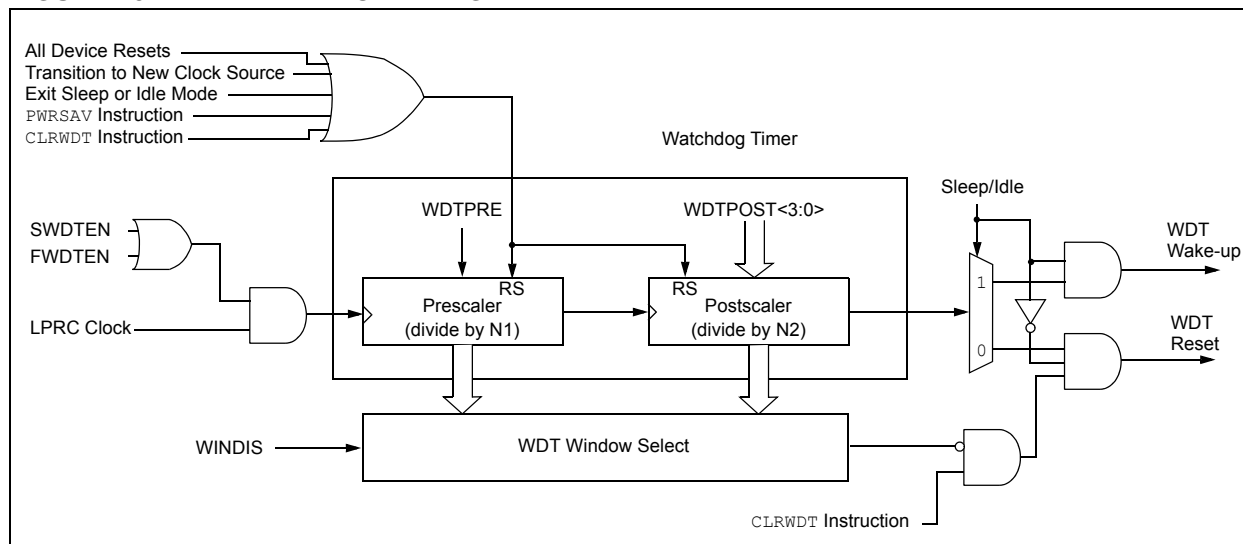 All Device Resets
Transition to New Clock Source
Exit Sleep or Idle Mode
PWRSAV Instruction
CLRWDT Instruction
Watchdog Timer
Sleep/Idle
WDTPRE
WDTPOST<3:0>
SWDTEN
FWDTEN
WDT
Wake-up
RS
RS
1
Prescaler
(divide by N1)
Postscaler
(divide by N2)
LPRC Clock
0
WDT
Reset
WINDIS
WDT Window Select
CLRWDT Instruction